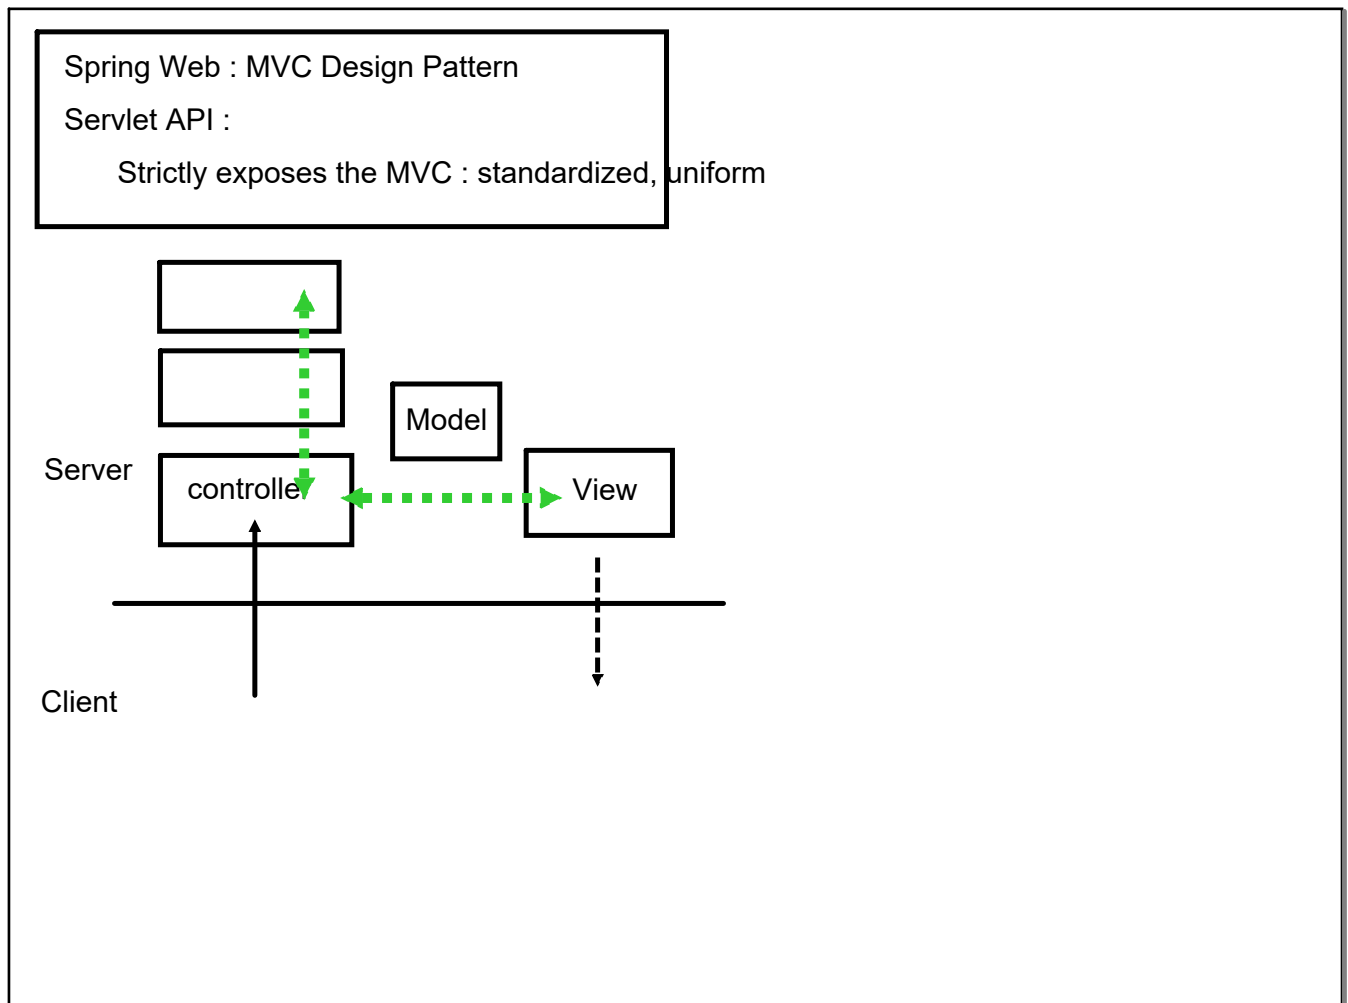 Spring Web : MVC Design Pattern
Servlet API :
Strictly exposes the MVC : standardized, uniform
Model
Server
controlle
View
Client